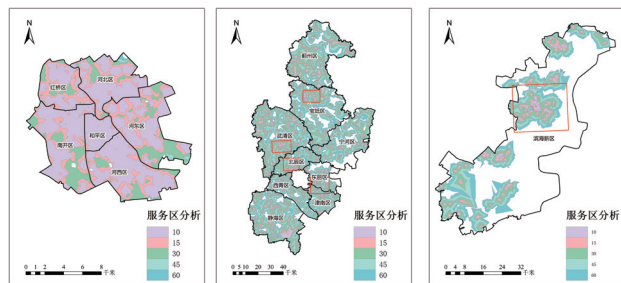 N
河北区
红桥区
河东区
和平区
南开区
河西区
服务区分析
10
15
30
45
60
0 1 2 4 6 8
千米
N
蓟州区
宝坻区
武清区
宁河区
北辰区
东丽区
西青区
津南区
静海区
服务区分析
10
15
30
45
60
0 5 10 20 30 40
千米
N
滨海新区
服务区分析
10
15
30
45
60
0 4 8 16 24 32
千米